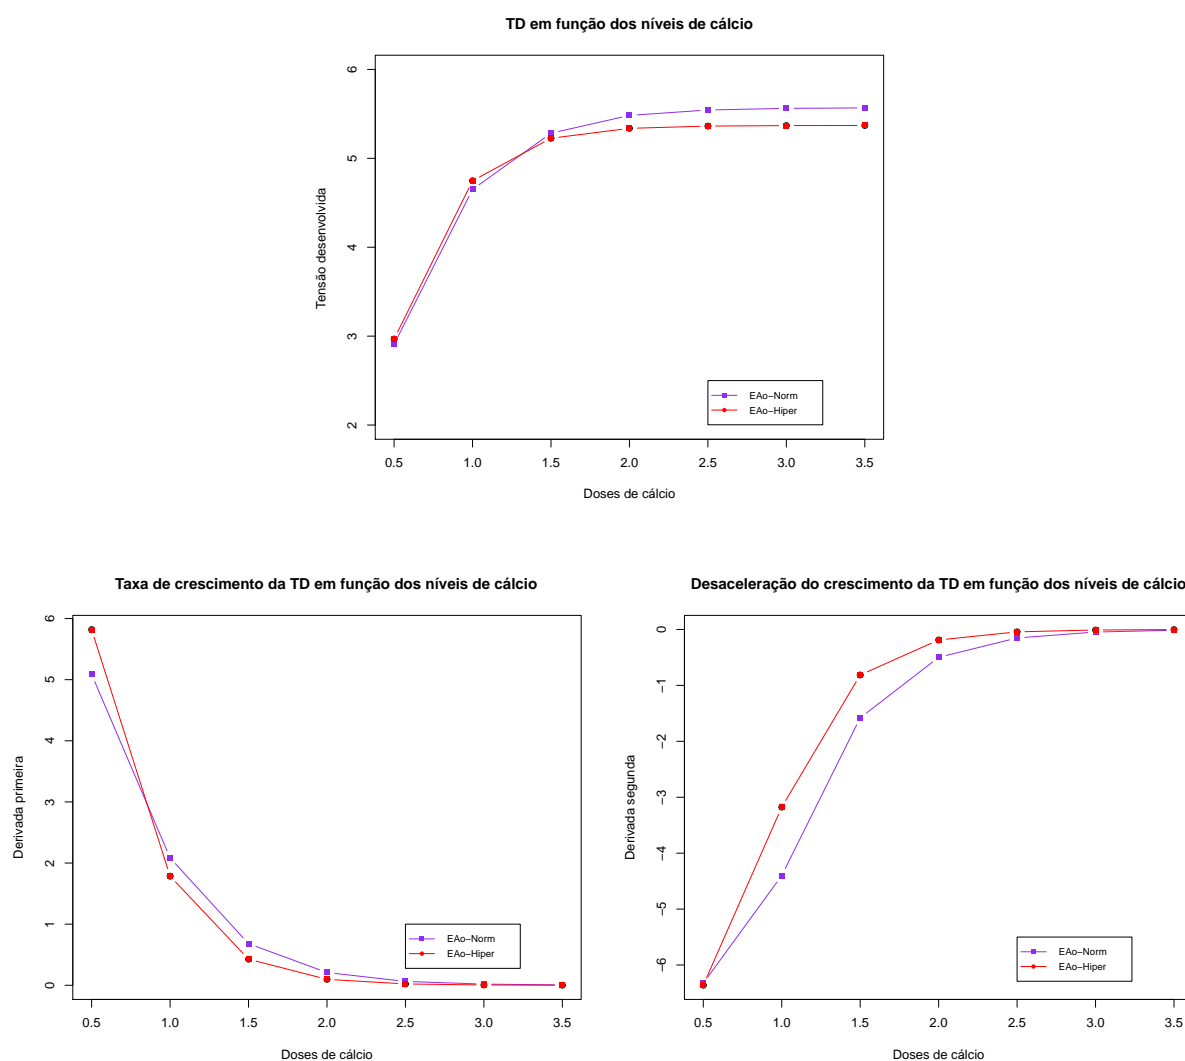 TD em função dos níveis de cálcio
Tensão desenvolvida
6
5
4
3
2
EAo−Norm
EAo−Hiper
0.5 1.0 1.5 2.0 2.5 3.0 3.5
Doses de cálcio
Taxa de crescimento da TD em função dos níveis de cálcio
Derivada primeira
6
5
4
3
2
1
0
EAo−Norm
EAo−Hiper
0.5 1.0 1.5 2.0 2.5 3.0 3.5
Doses de cálcio
Desaceleração do crescimento da TD em função dos níveis de cálcio
Derivada segunda
0
−1
−2
−3
−4
−5
−6
EAo−Norm
EAo−Hiper
0.5 1.0 1.5 2.0 2.5 3.0 3.5
Doses de cálcio